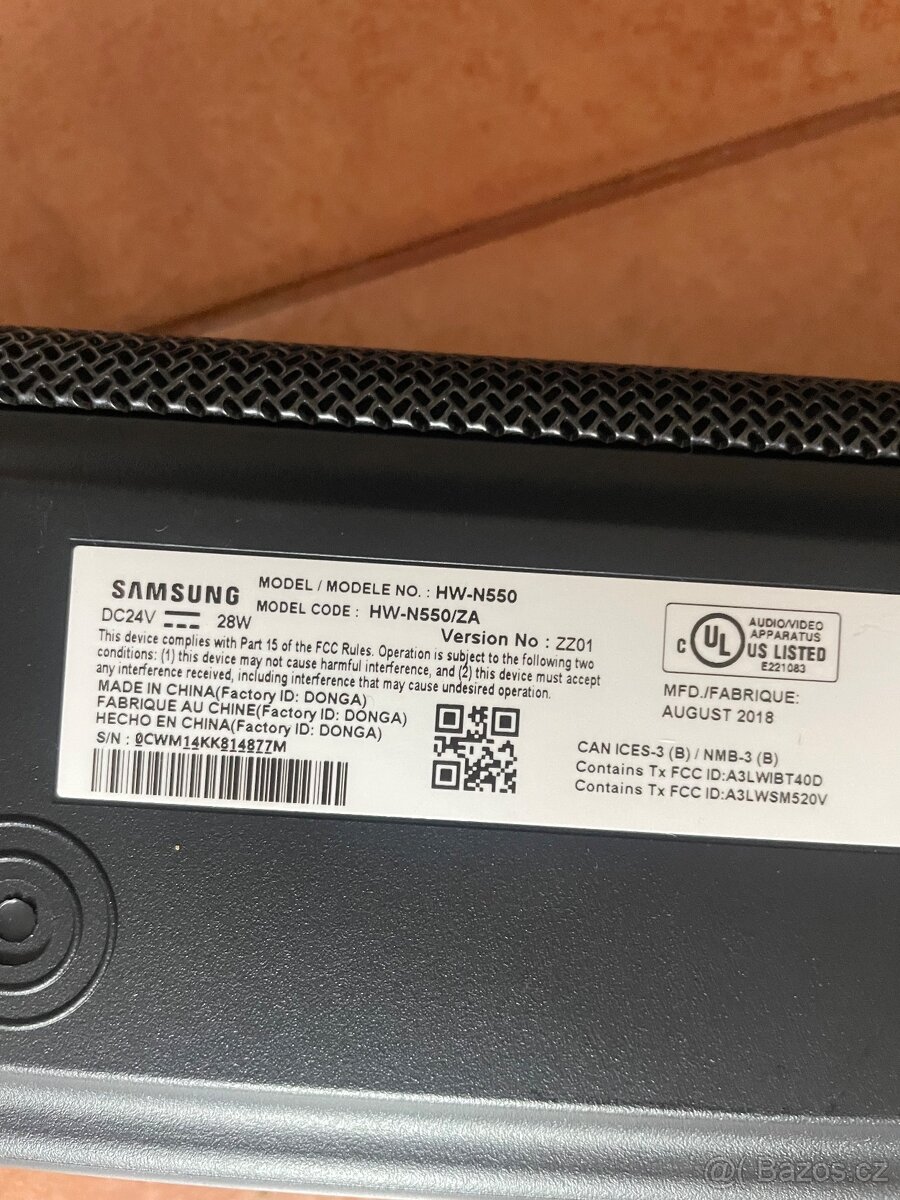 SAMSUNG
MODEL / MODELE NO. : HW-N550
MODEL CODE : HW-N550/ZA
DC24V 28W
Version No : ZZ01
This device complies with Part 15 of the FCC Rules. Operation is subject to the following two
conditions: (1) this device may not cause harmful interference, and (2) this device must accept
any interference received, including interference that may cause undesired operation.
MADE IN CHINA(Factory ID: DONGA)
FABRIQUE AU CHINE(Factory ID: DONGA)
HECHO EN CHINA(Factory ID: DONGA)
S/N : 0CWM14KK814877M
C UL US LISTED
AUDIO/VIDEO
APPARATUS
E221083
MFD./FABRIQUE:
AUGUST 2018
CAN ICES-3 (B) / NMB-3 (B)
Contains Tx FCC ID:A3LWIBT40D
Contains Tx FCC ID:A3LWSM520V
@( Bazos.cz